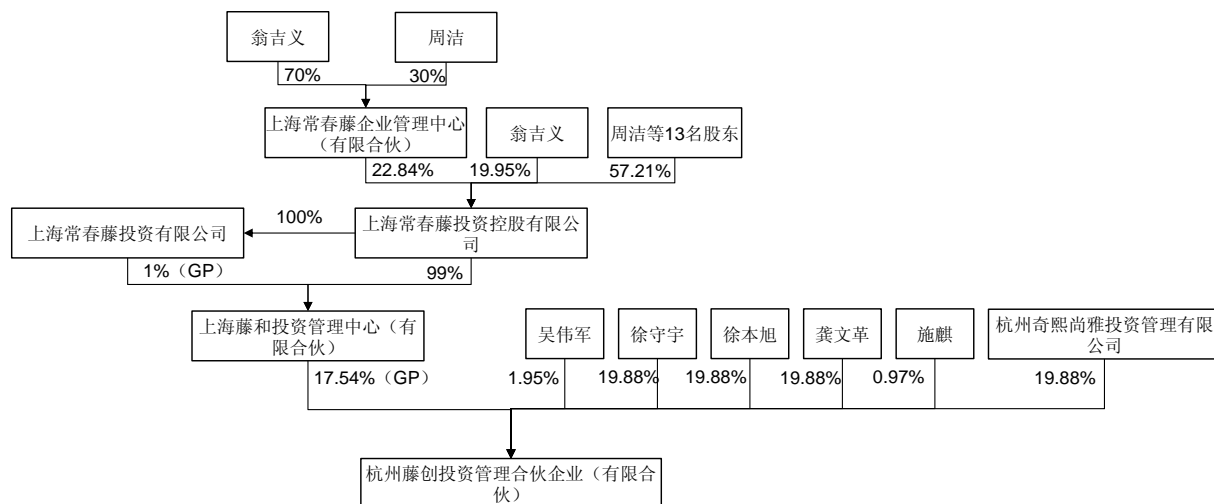 翁吉义
周洁
70%
30%
上海常春藤企业管理中心
（有限合伙）
翁吉义
周洁等13名股东
22.84%
19.95%
57.21%
上海常春藤投资有限公司
100%
上海常春藤投资控股有限公
司
1%（GP）
99%
上海藤和投资管理中心（有
限合伙）
吴伟军
徐守宇
徐本旭
龚文革
施麒
杭州奇熙尚雅投资管理有限
公司
17.54%（GP）
1.95%
19.88%
19.88%
19.88%
0.97%
19.88%
杭州藤创投资管理合伙企业（有限合
伙）